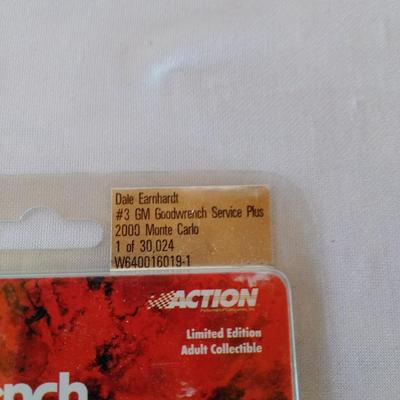 Dale Earnhardt
#3 GM Goodwrench Service Plus
2000 Monte Carlo
1 of 30,024
W640016019-1
ACTION
Limited Edition
Adult Collectible